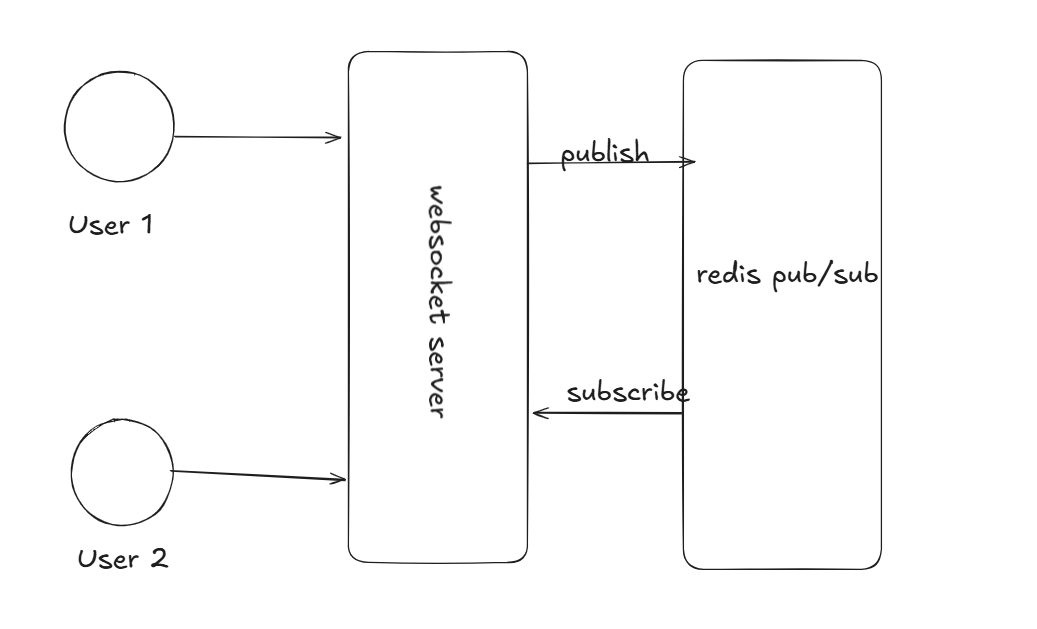 User 1
websocket server
publish
redis pub/sub
subscribe
User 2